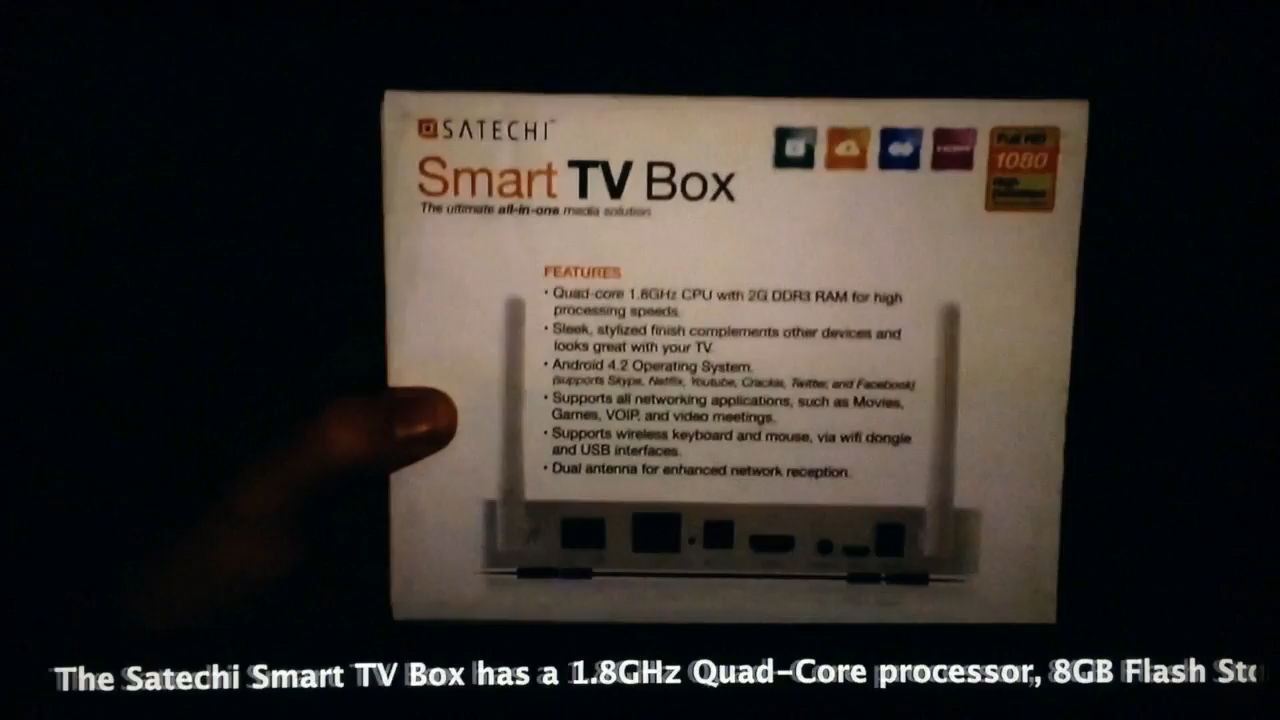 SATECHI
Smart TV Box
The ultimate all-in-one media solution
Full HD
1080
High
FEATURES
• Quad-core 1.8GHz CPU with 2G DDR3 RAM for high
processing speeds.
• Sleek, stylized finish complements other devices and
looks great with your TV.
• Android 4.2 Operating System.
(supports Skype, Netflix, Youtube, Crackle, Twitter, and Facebook)
• Supports all networking applications, such as Movies,
Games, VOIP, and video meetings.
• Supports wireless keyboard and mouse, via wifi dongle
and USB interfaces.
• Dual antenna for enhanced network reception.
The Satechi Smart TV Box has a 1.8GHz Quad-Core processor, 8GB Flash Sto